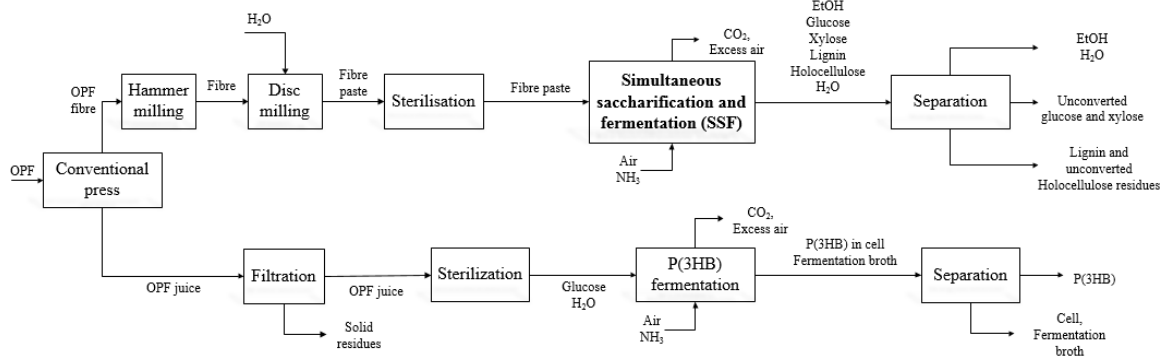 H₂O
OPF
fibre
Hammer
milling
Fibre
Disc
milling
Fibre
paste
Sterilisation
Fibre paste
CO₂,
Excess air
Simultaneous
saccharification and
fermentation (SSF)
Air
NH₃
EtOH
Glucose
Xylose
Lignin
Holocellulose
H₂O
Separation
EtOH
H₂O
Unconverted
glucose and xylose
Lignin and
unconverted
Holocellulose residues
OPF
Conventional
press
OPF juice
Filtration
Solid
residues
OPF juice
Sterilization
Glucose
H₂O
CO₂,
Excess air
P(3HB)
fermentation
Air
NH₃
P(3HB) in cell
Fermentation broth
Separation
P(3HB)
Cell,
Fermentation
broth